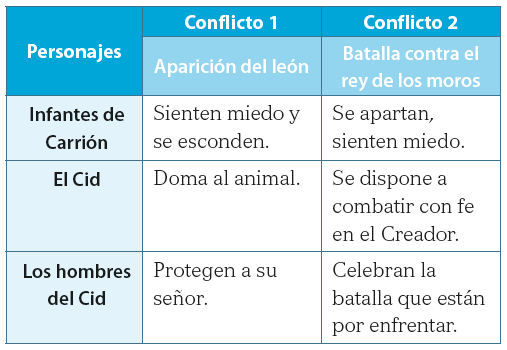 Personajes
Conflicto 1
Conflicto 2
Aparición del león
Batalla contra el
rey de los moros
Infantes de
Carrión
Sienten miedo y
se esconden.
Se apartan,
sienten miedo.
El Cid
Doma al animal.
Se dispone a
combatir con fe
en el Creador.
Los hombres
del Cid
Protegen a su
señor.
Celebran la
batalla que están
por enfrentar.